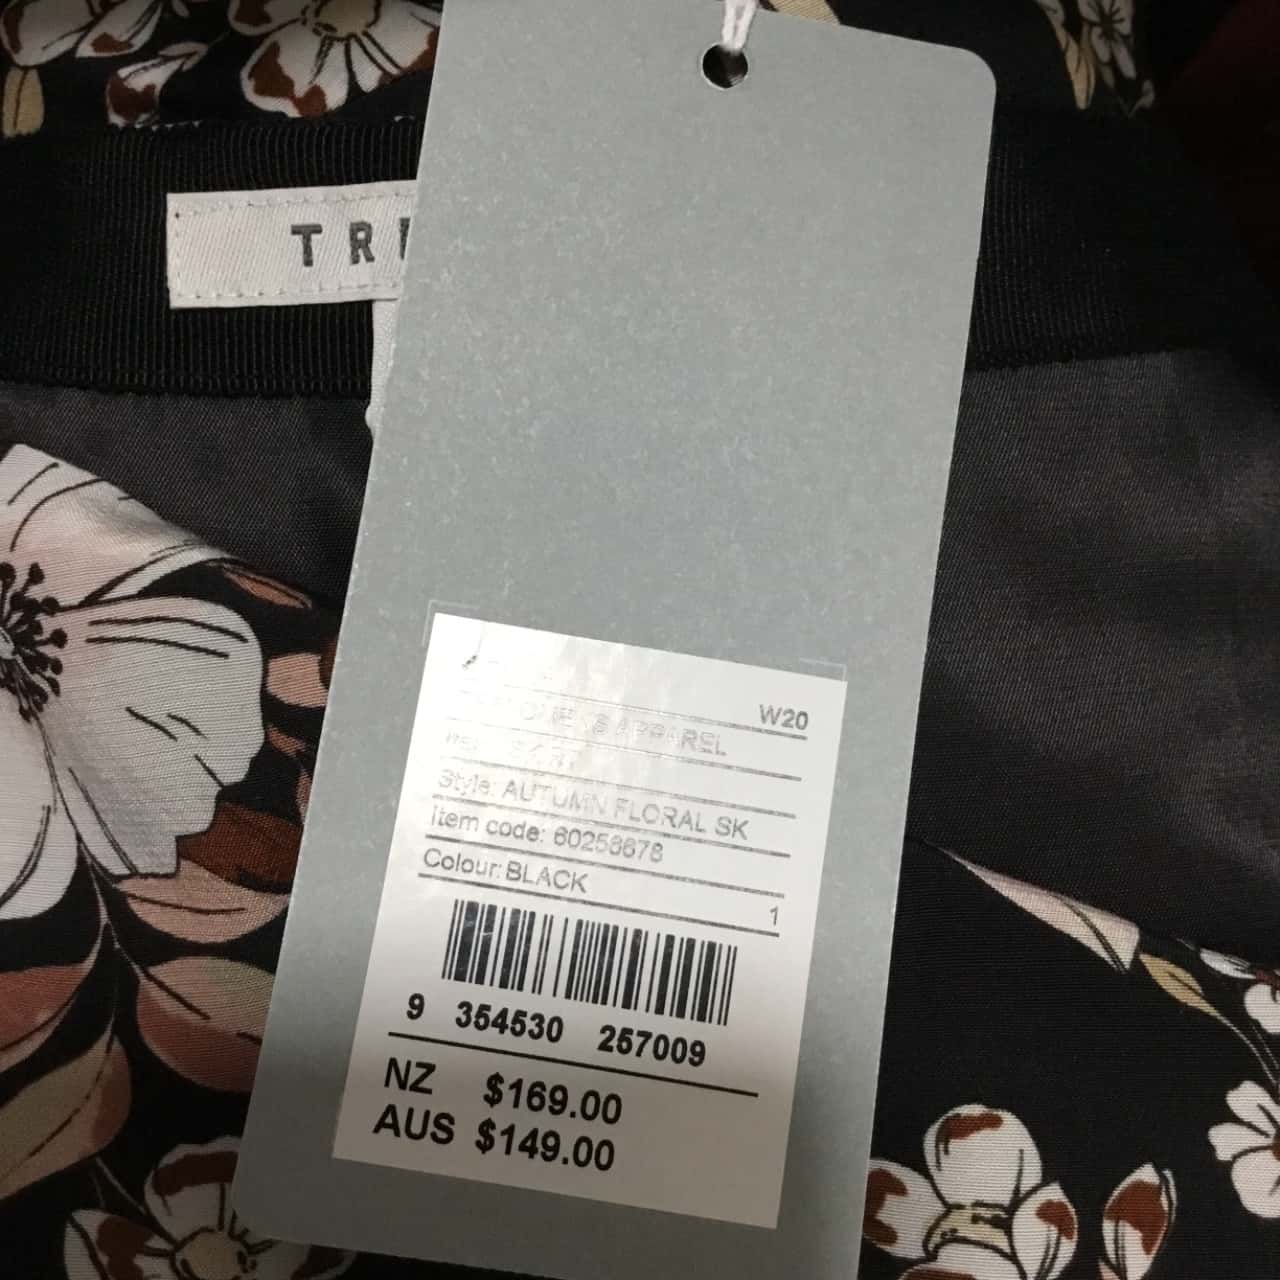 TRE
W20
APPAREL
Style: AUTUMN FLORAL SK
Item code: 60256678
Colour: BLACK
1
9 354530 257009
NZ $169.00
AUS $149.00